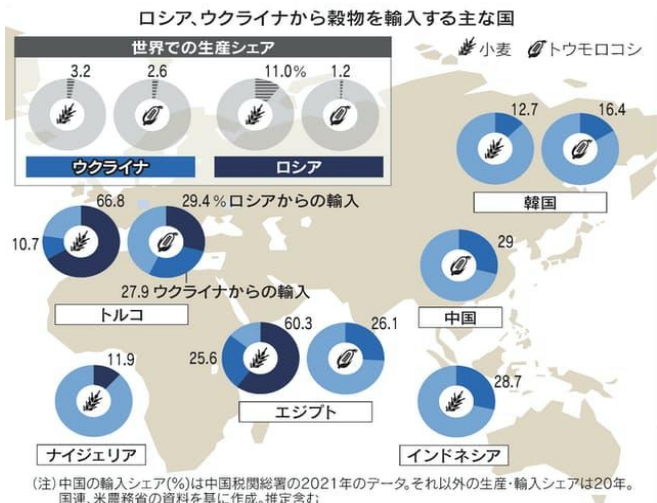 ロシア、ウクライナから穀物を輸入する主な国
世界での生産シェア
小麦 トウモロコシ
3.2 2.6 11.0% 1.2
ウクライナ ロシア
12.7 16.4
韓国
66.8 29.4%ロシアからの輸入
10.7
27.9 ウクライナからの輸入
トルコ
29
中国
60.3 26.1
25.6
エジプト
11.9
ナイジェリア
28.7
インドネシア
(注)中国の輸入シェア(%)は中国税関総署の2021年のデータ。それ以外の生産・輸入シェアは20年。
国連、米農務省の資料を基に作成。推定含む